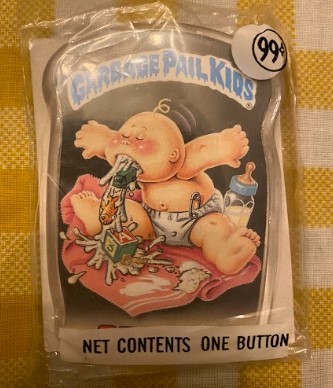 99¢
GARBAGE PAIL KIDS®
NET CONTENTS ONE BUTTON